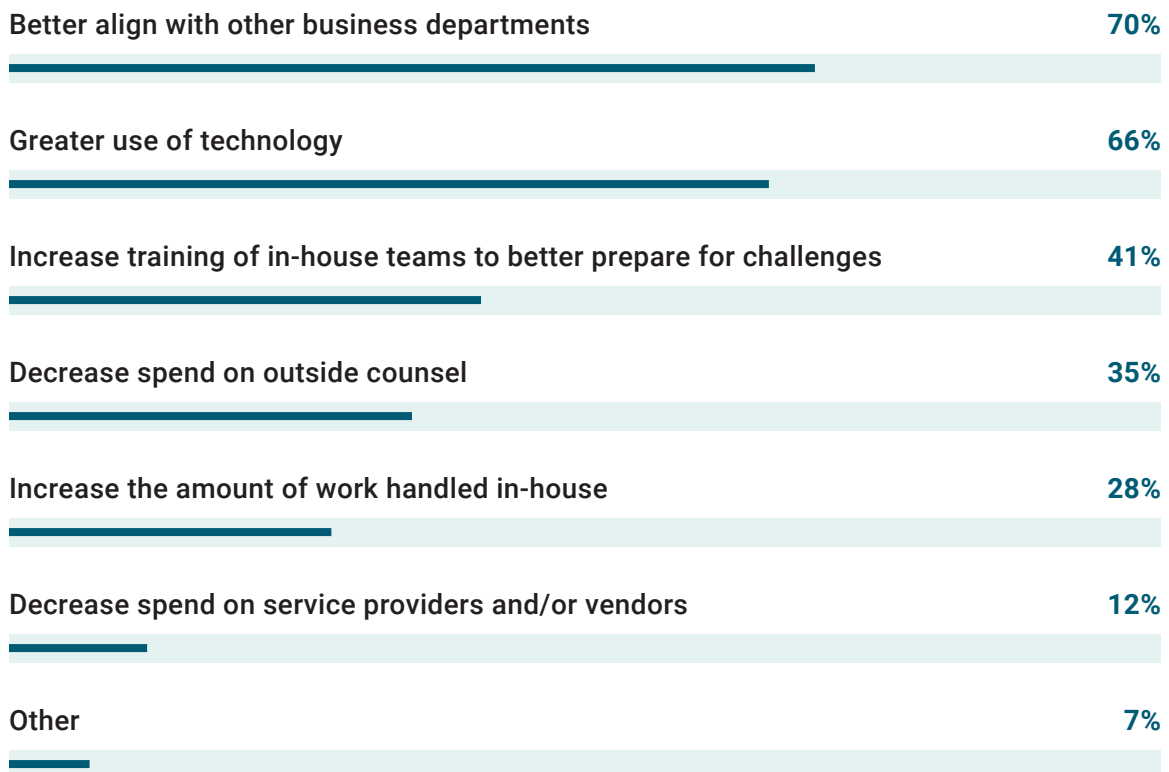 Better align with other business departments 70%
Greater use of technology 66%
Increase training of in-house teams to better prepare for challenges 41%
Decrease spend on outside counsel 35%
Increase the amount of work handled in-house 28%
Decrease spend on service providers and/or vendors 12%
Other 7%